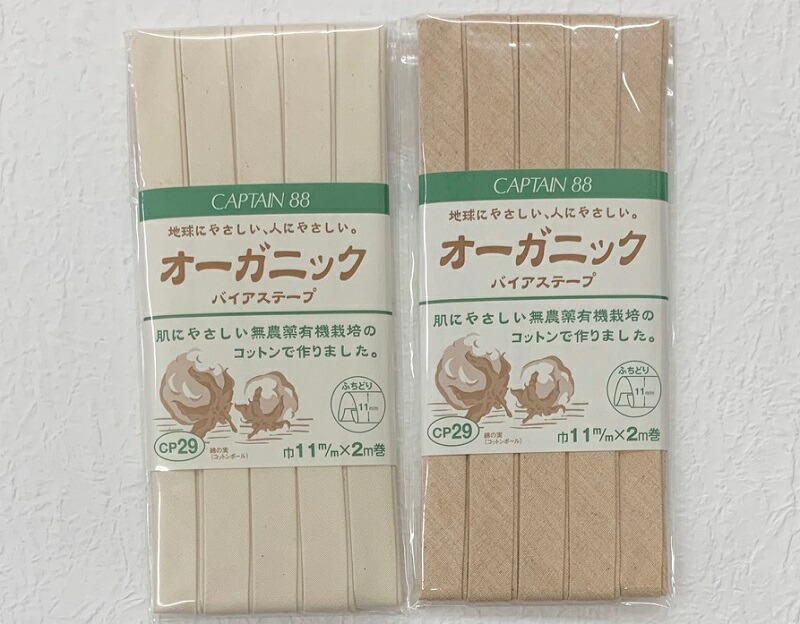 CAPTAIN 88
地球にやさしい、人にやさしい。
オーガニック
バイアステープ
肌にやさしい無農薬有機栽培の
コットンで作りました。
ふちどり
11mm
CP29
綿の実
(コットンボール)
巾11m/m×2m巻
CAPTAIN 88
地球にやさしい、人にやさしい。
オーガニック
バイアステープ
肌にやさしい無農薬有機栽培の
コットンで作りました。
ふちどり
11mm
CP29
綿の実
(コットンボール)
巾11m/m×2m巻